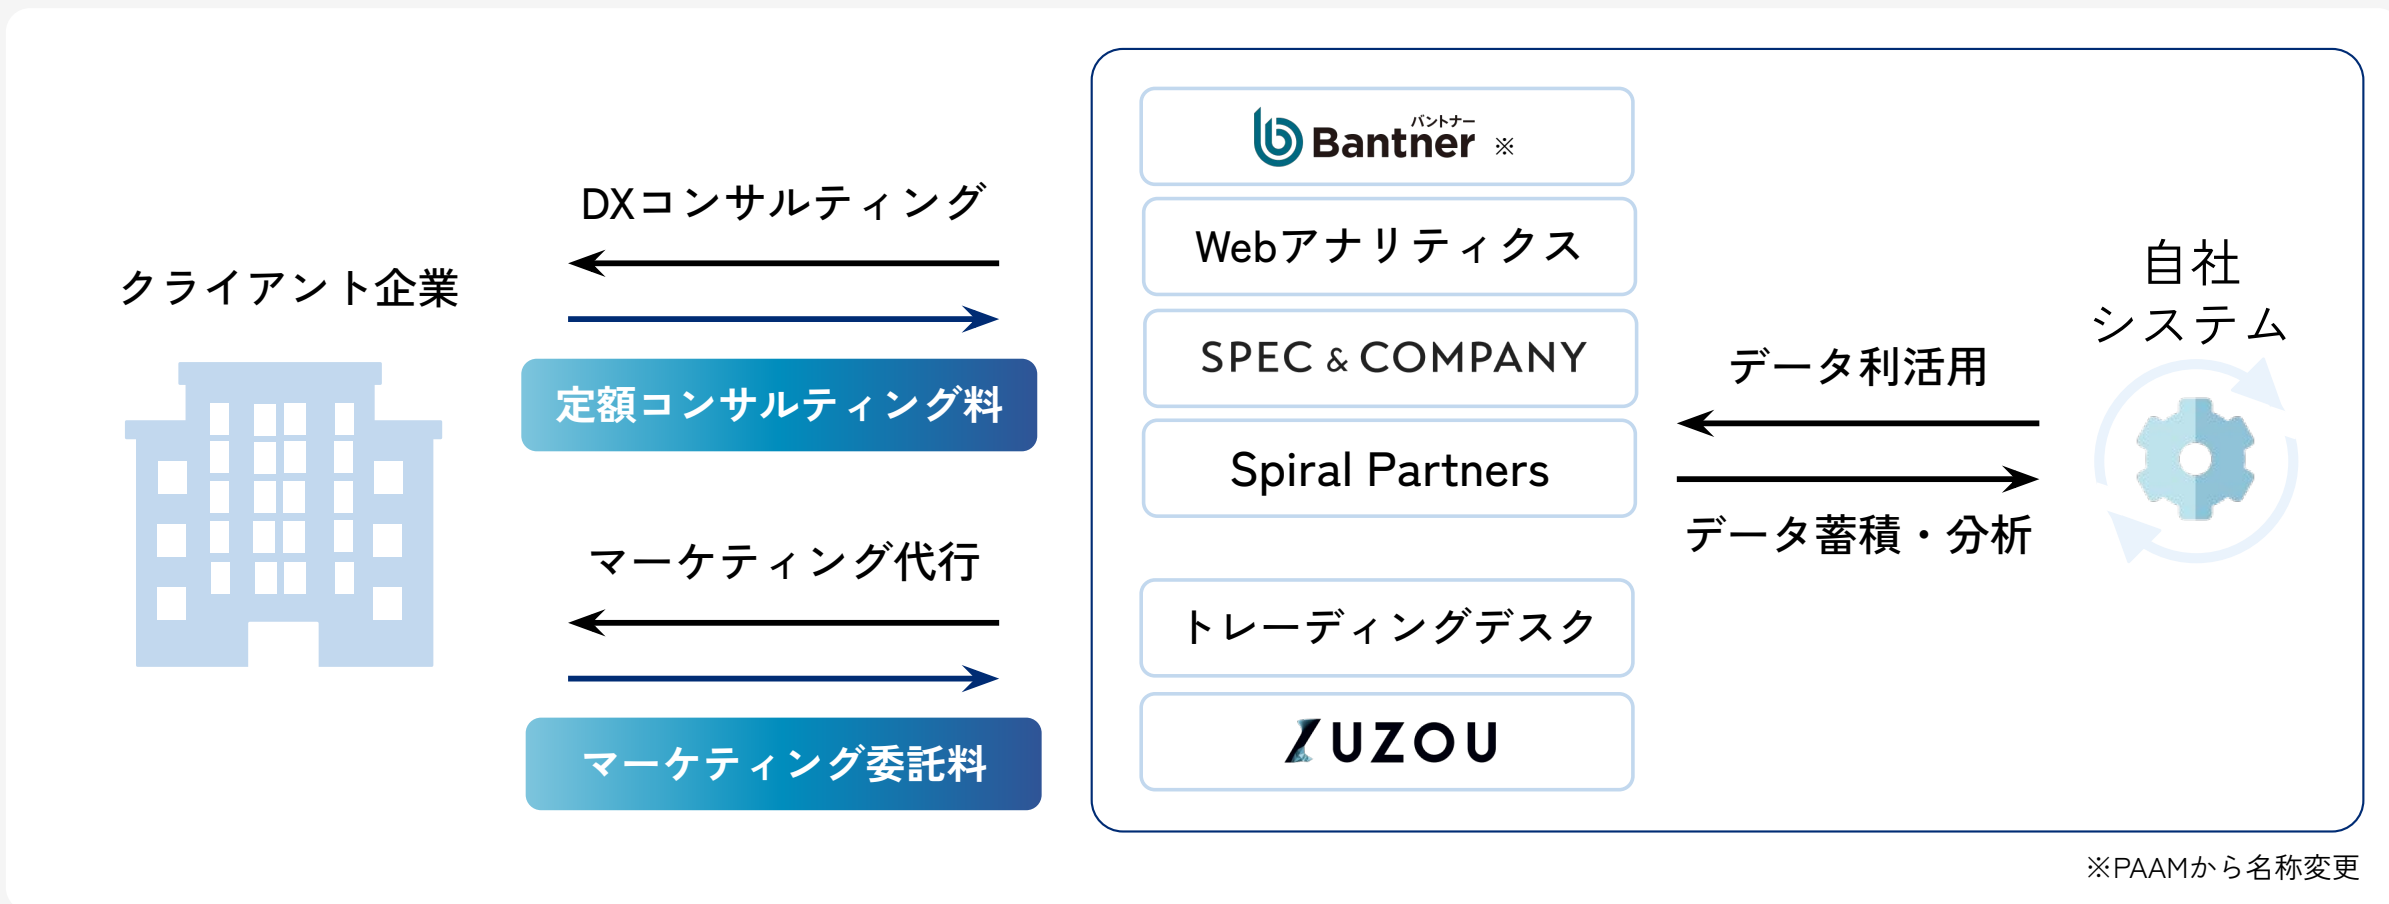 クライアント企業
DXコンサルティング
定額コンサルティング料
マーケティング代行
マーケティング委託料
バントナー
Bantner ※
Webアナリティクス
SPEC & COMPANY
Spiral Partners
トレーディングデスク
ZUZOU
データ利活用
データ蓄積・分析
自社
システム
※PAAMから名称変更